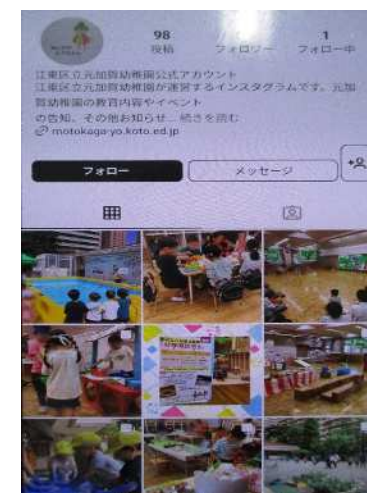 98
1
投稿
フォロワー
フォロー中
江東区立元加賀幼稚園公式アカウント
江東区立元加賀幼稚園が運営するインスタグラムです。元加
賀幼稚園の教育内容やイベント
の告知、その他お知らせ... 続きを読む
motokaga-yo.koto.ed.jp
フォロー
メッセージ